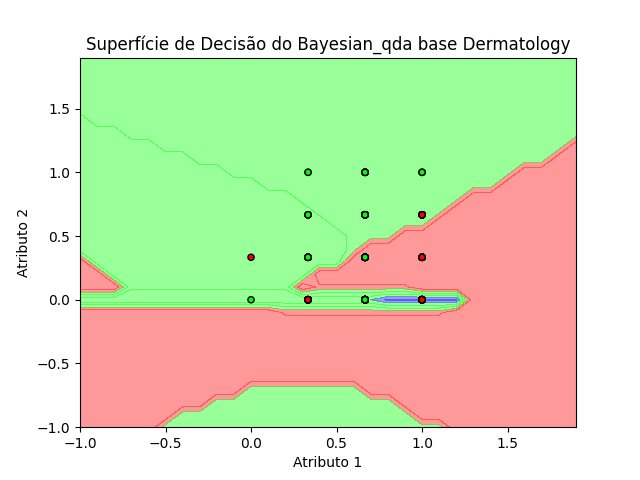 Superfície de Decisão do Bayesian_qda base Dermatology
Atributo 2
1.5
1.0
0.5
0.0
−0.5
−1.0
−1.0 −0.5 0.0 0.5 1.0 1.5
Atributo 1